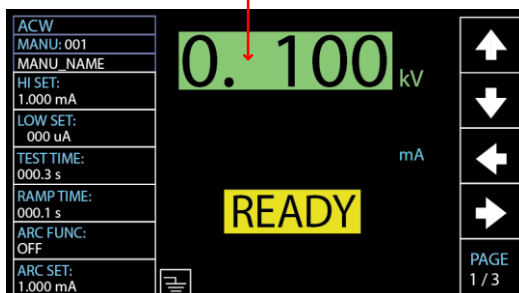 ACW
MANU: 001
MANU_NAME
HI SET:
1.000 mA
LOW SET:
000 uA
TEST TIME:
000.3 s
RAMP TIME:
000.1 s
ARC FUNC:
OFF
ARC SET:
1.000 mA
0. 100 kV
mA
READY
PAGE
1 / 3